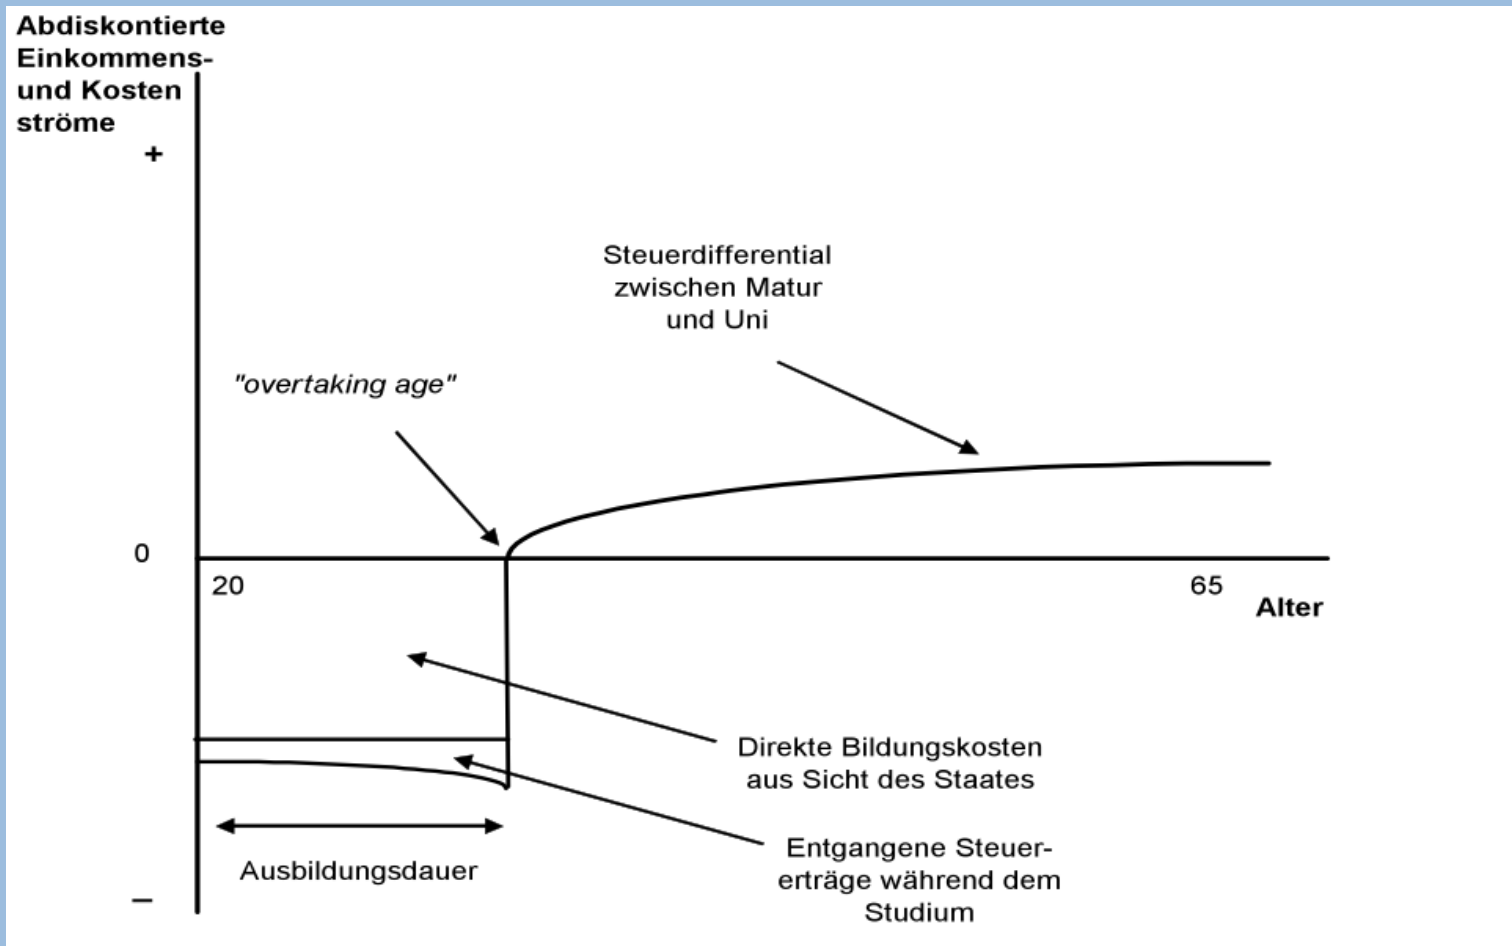 Abdiskontierte
Einkommens-
und Kosten
ströme
+
Steuerdifferential
zwischen Matur
und Uni
"overtaking age"
0
20
65
Alter
Direkte Bildungskosten
aus Sicht des Staates
Entgangene Steuer-
erträge während dem
Studium
Ausbildungsdauer
–